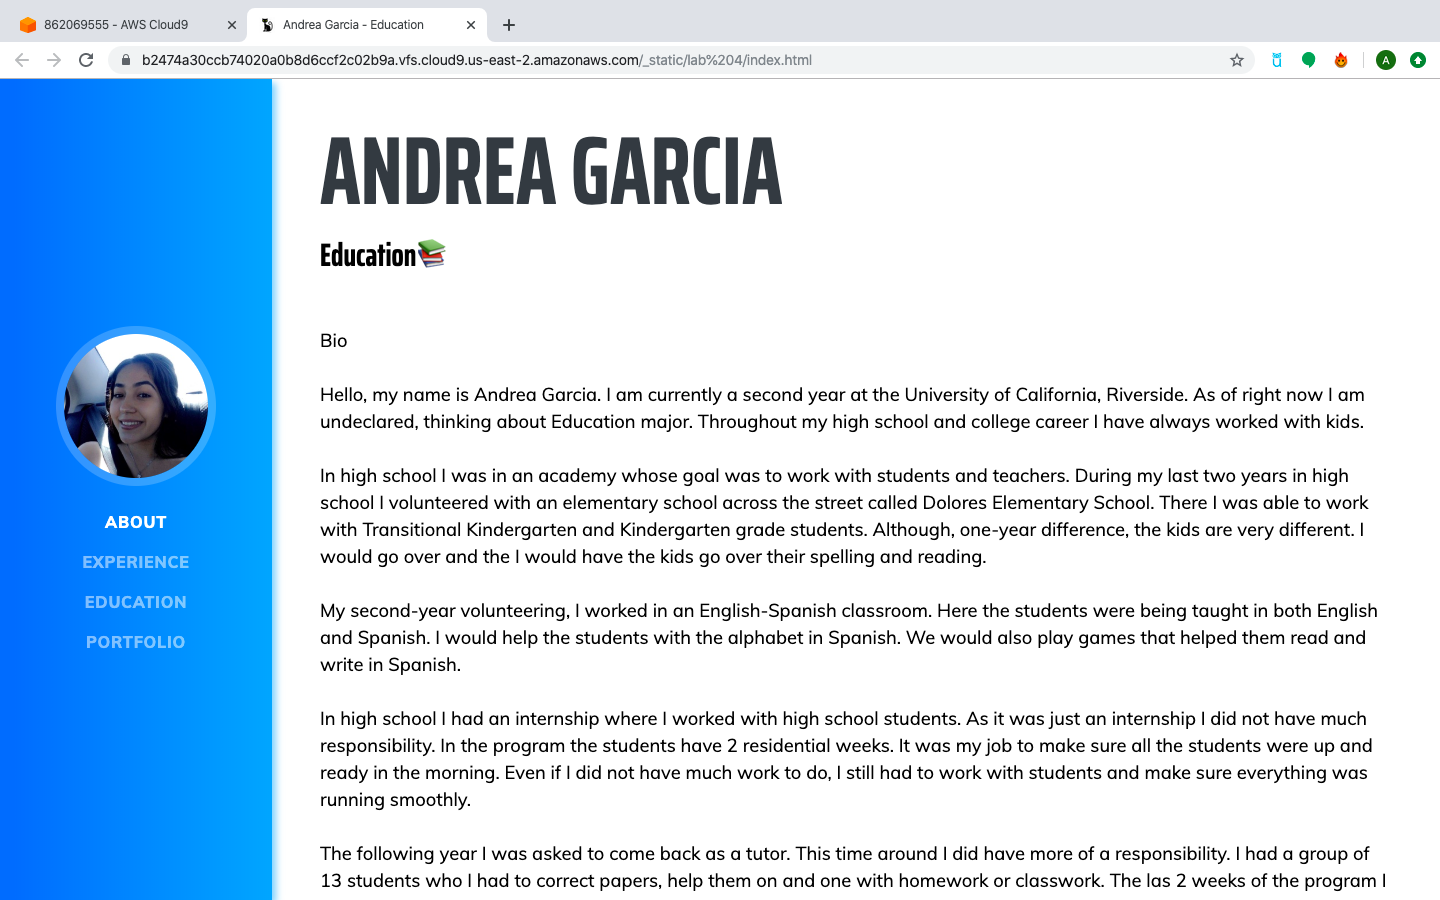 862069555 - AWS Cloud9
Andrea Garcia - Education
b2474a30ccb74020a0b8d6ccf2c02b9a.vfs.cloud9.us-east-2.amazonaws.com/_static/lab%204/index.html
A
ABOUT
EXPERIENCE
EDUCATION
PORTFOLIO
ANDREA GARCIA
Education📚
Bio
Hello, my name is Andrea Garcia. I am currently a second year at the University of California, Riverside. As of right now I am
undeclared, thinking about Education major. Throughout my high school and college career I have always worked with kids.
In high school I was in an academy whose goal was to work with students and teachers. During my last two years in high
school I volunteered with an elementary school across the street called Dolores Elementary School. There I was able to work
with Transitional Kindergarten and Kindergarten grade students. Although, one-year difference, the kids are very different. I
would go over and the I would have the kids go over their spelling and reading.
My second-year volunteering, I worked in an English-Spanish classroom. Here the students were being taught in both English
and Spanish. I would help the students with the alphabet in Spanish. We would also play games that helped them read and
write in Spanish.
In high school I had an internship where I worked with high school students. As it was just an internship I did not have much
responsibility. In the program the students have 2 residential weeks. It was my job to make sure all the students were up and
ready in the morning. Even if I did not have much work to do, I still had to work with students and make sure everything was
running smoothly.
The following year I was asked to come back as a tutor. This time around I did have more of a responsibility. I had a group of
13 students who I had to correct papers, help them on and one with homework or classwork. The las 2 weeks of the program I